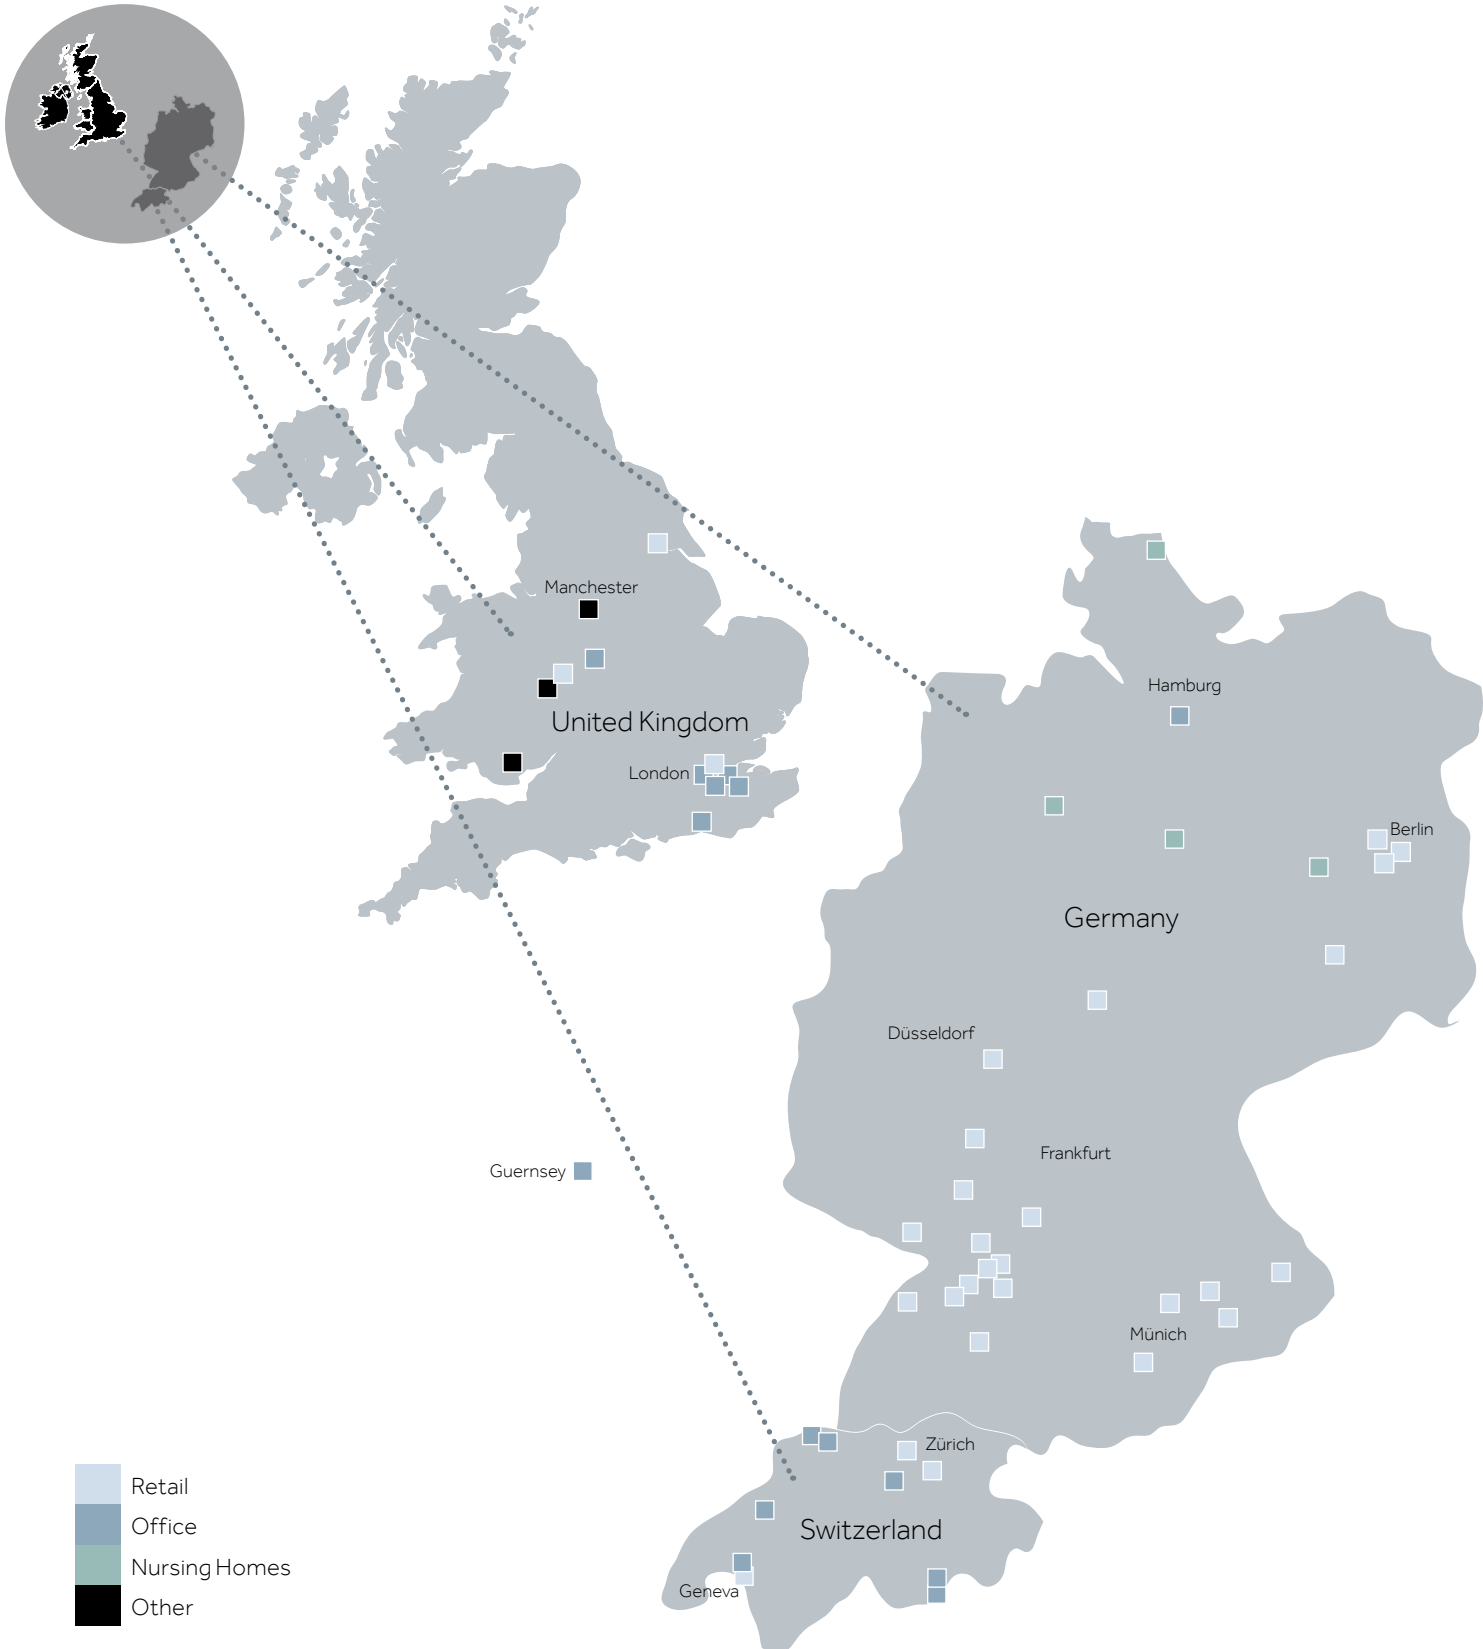 Manchester
United Kingdom
London
Hamburg
Berlin
Germany
Düsseldorf
Frankfurt
Guernsey
Münich
Zürich
Switzerland
Geneva
Retail
Office
Nursing Homes
Other